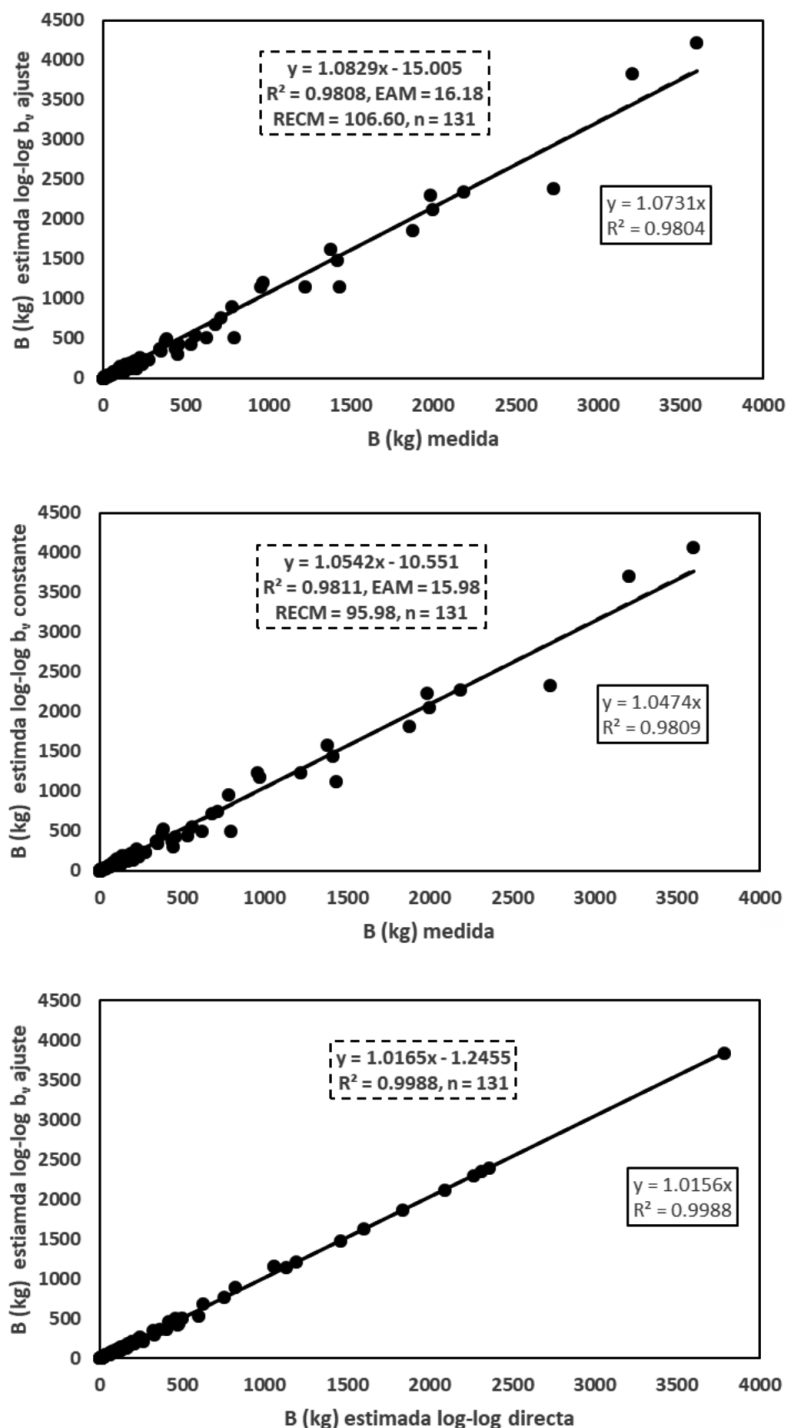 B (kg) estimda log-log bᵥ ajuste
4500
4000
3500
3000
2500
2000
1500
1000
500
0
y = 1.0829x - 15.005
R² = 0.9808, EAM = 16.18
RECM = 106.60, n = 131
y = 1.0731x
R² = 0.9804
0 500 1000 1500 2000 2500 3000 3500 4000
B (kg) medida
B (kg) estimda log-log bᵥ constante
4500
4000
3500
3000
2500
2000
1500
1000
500
0
y = 1.0542x - 10.551
R² = 0.9811, EAM = 15.98
RECM = 95.98, n = 131
y = 1.0474x
R² = 0.9809
0 500 1000 1500 2000 2500 3000 3500 4000
B (kg) medida
B (kg) estiamda log-log bᵥ ajuste
4500
4000
3500
3000
2500
2000
1500
1000
500
0
y = 1.0165x - 1.2455
R² = 0.9988, n = 131
y = 1.0156x
R² = 0.9988
0 500 1000 1500 2000 2500 3000 3500 4000
B (kg) estimada log-log directa